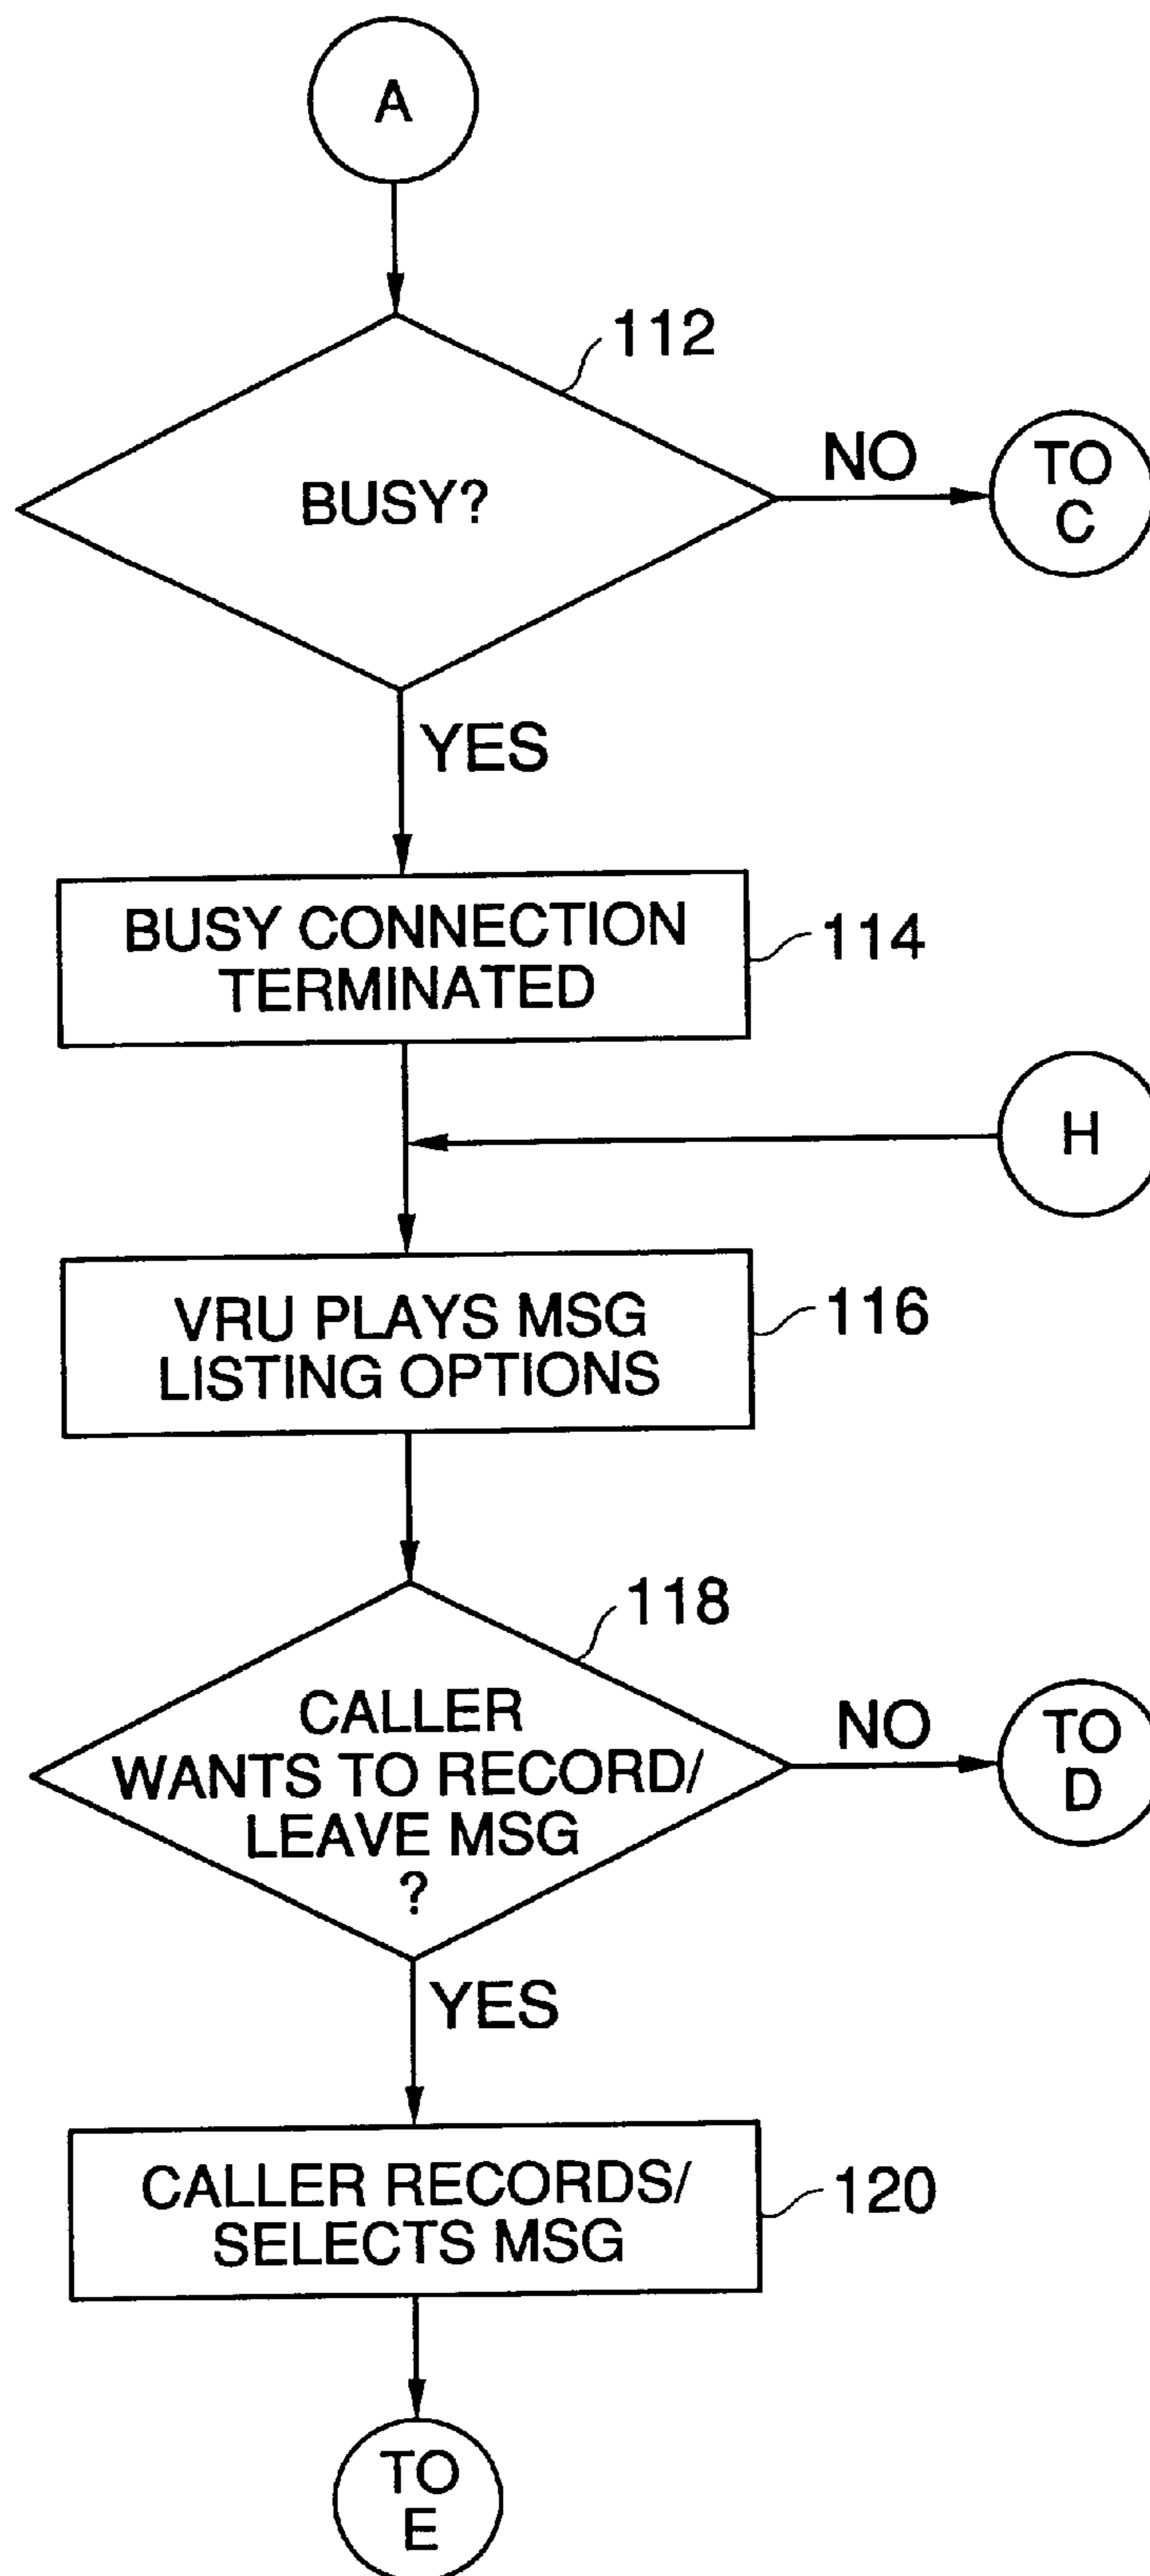 A
112
BUSY?
NO
TO
C
YES
BUSY CONNECTION
TERMINATED
114
H
VRU PLAYS MSG
LISTING OPTIONS
116
118
CALLER
WANTS TO RECORD/
LEAVE MSG
?
NO
TO
D
YES
CALLER RECORDS/
SELECTS MSG
120
TO
E